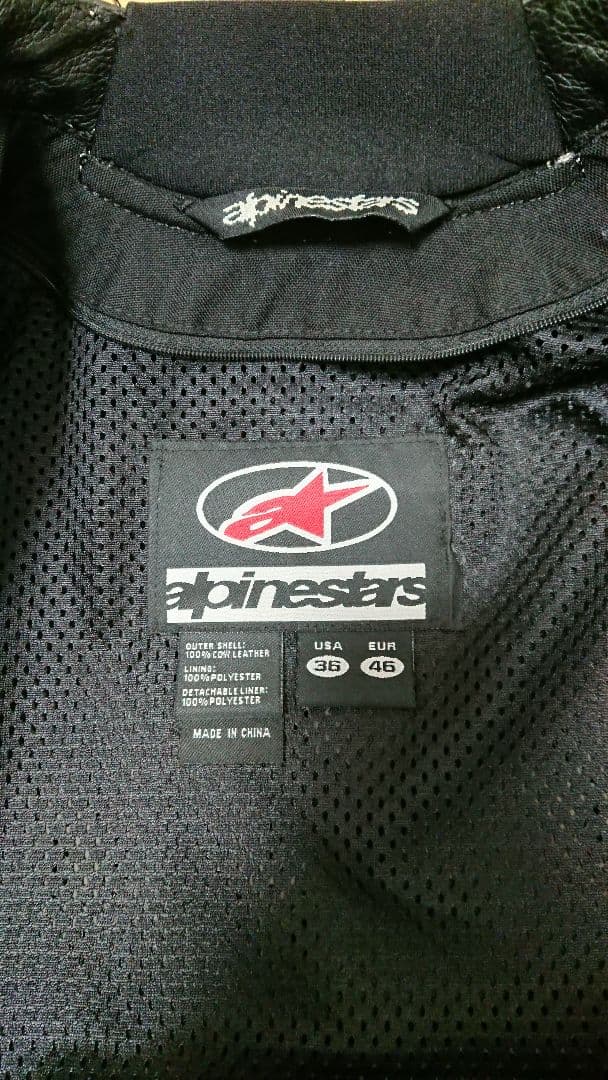 alpinestars
alpinestars
OUTER SHELL:
100% COW LEATHER
LINING:
100% POLYESTER
DETACHABLE LINER:
100% POLYESTER
MADE IN CHINA
USA EUR
36 46